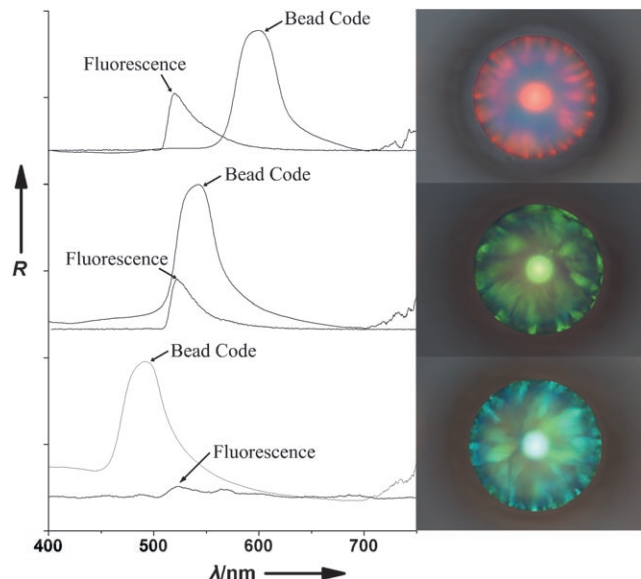 Bead Code
Fluorescence
Bead Code
Fluorescence
R
Bead Code
Fluorescence
400 500 600 700
λ/nm